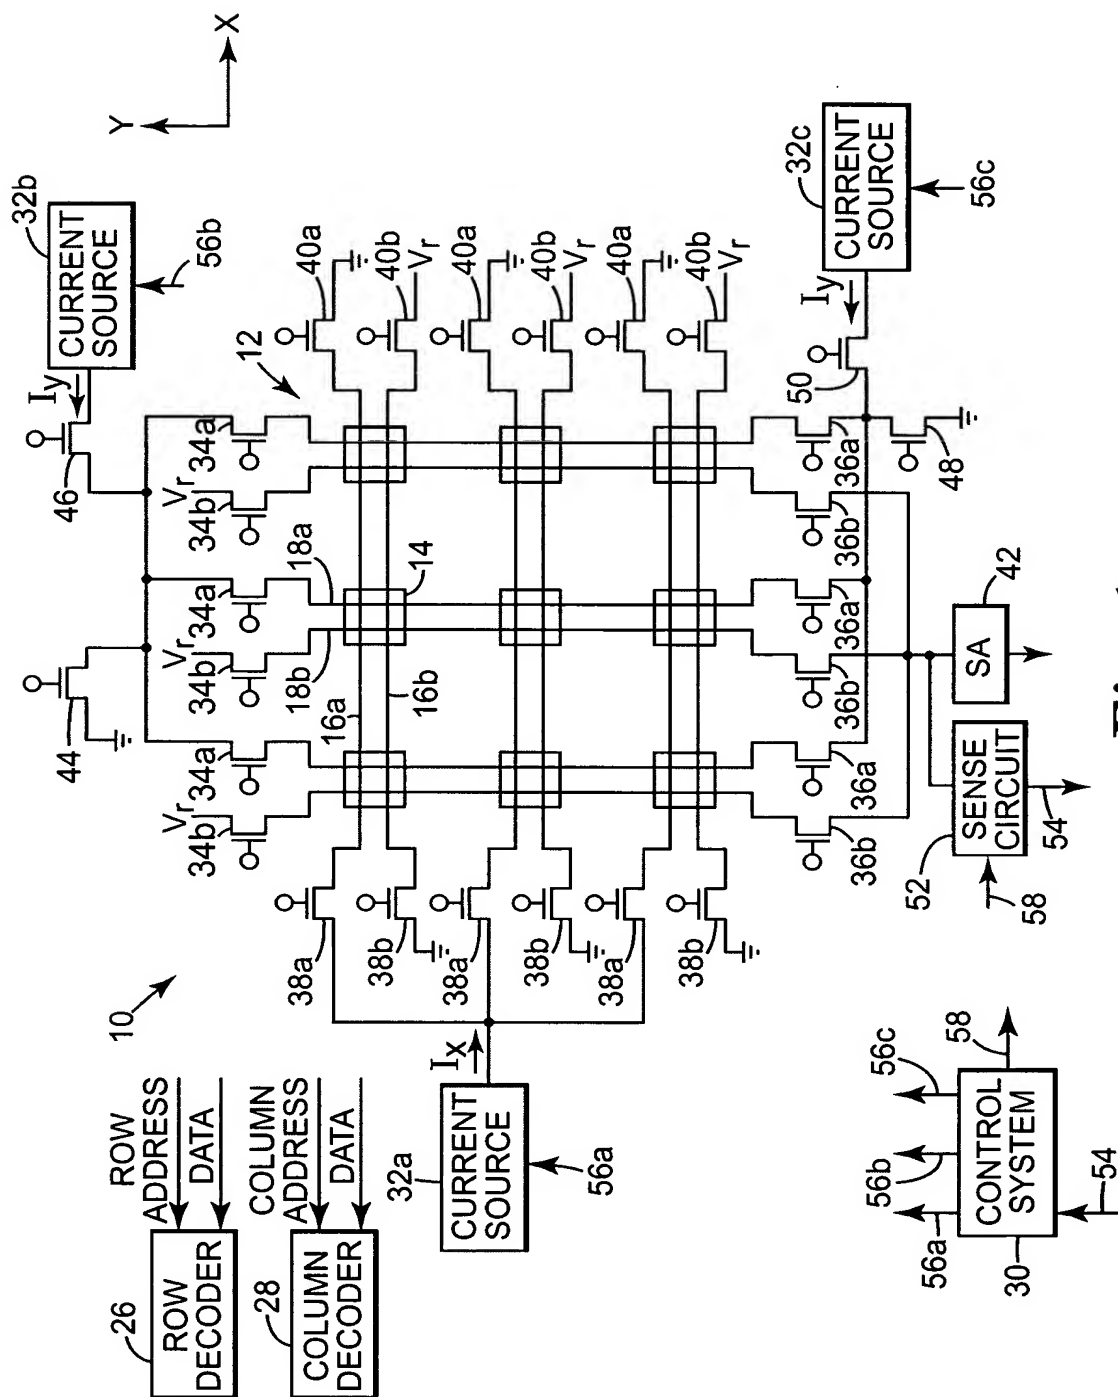 Y
X
32b
CURRENT
SOURCE
56b
Iy
46
44
12
10
34a
Vr
34b
34a
Vr
34b
34a
Vr
34b
40a
40b
Vr
40a
40b
Vr
40a
40b
Vr
18a
18b
14
16a
16b
38a
38b
38a
38b
38a
38b
ROW
ADDRESS
DATA
26
ROW
DECODER
COLUMN
ADDRESS
DATA
28
COLUMN
DECODER
Ix
32a
CURRENT
SOURCE
56a
32c
CURRENT
SOURCE
56c
Iy
50
48
36a
36b
36a
36b
36a
36b
42
SA
52
SENSE
CIRCUIT
54
58
56a
56b
56c
58
CONTROL
SYSTEM
30
54